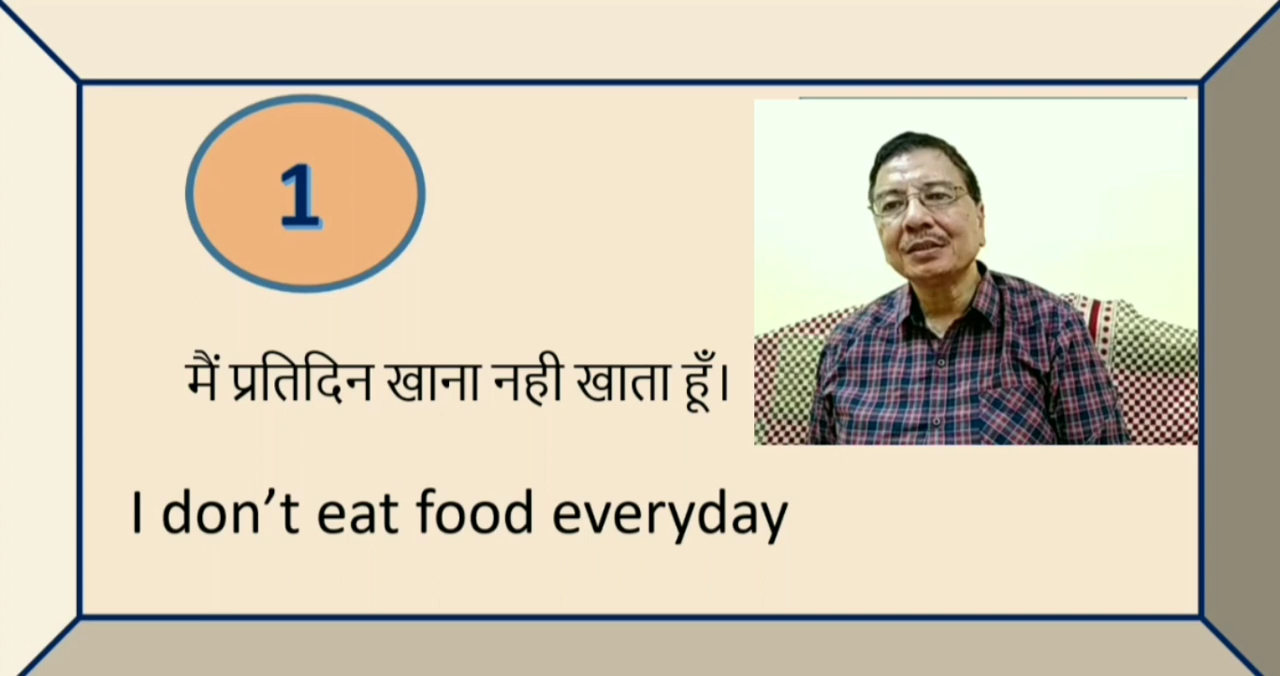 1
मैं प्रतिदिन खाना नही खाता हूँ।
I don’t eat food everyday